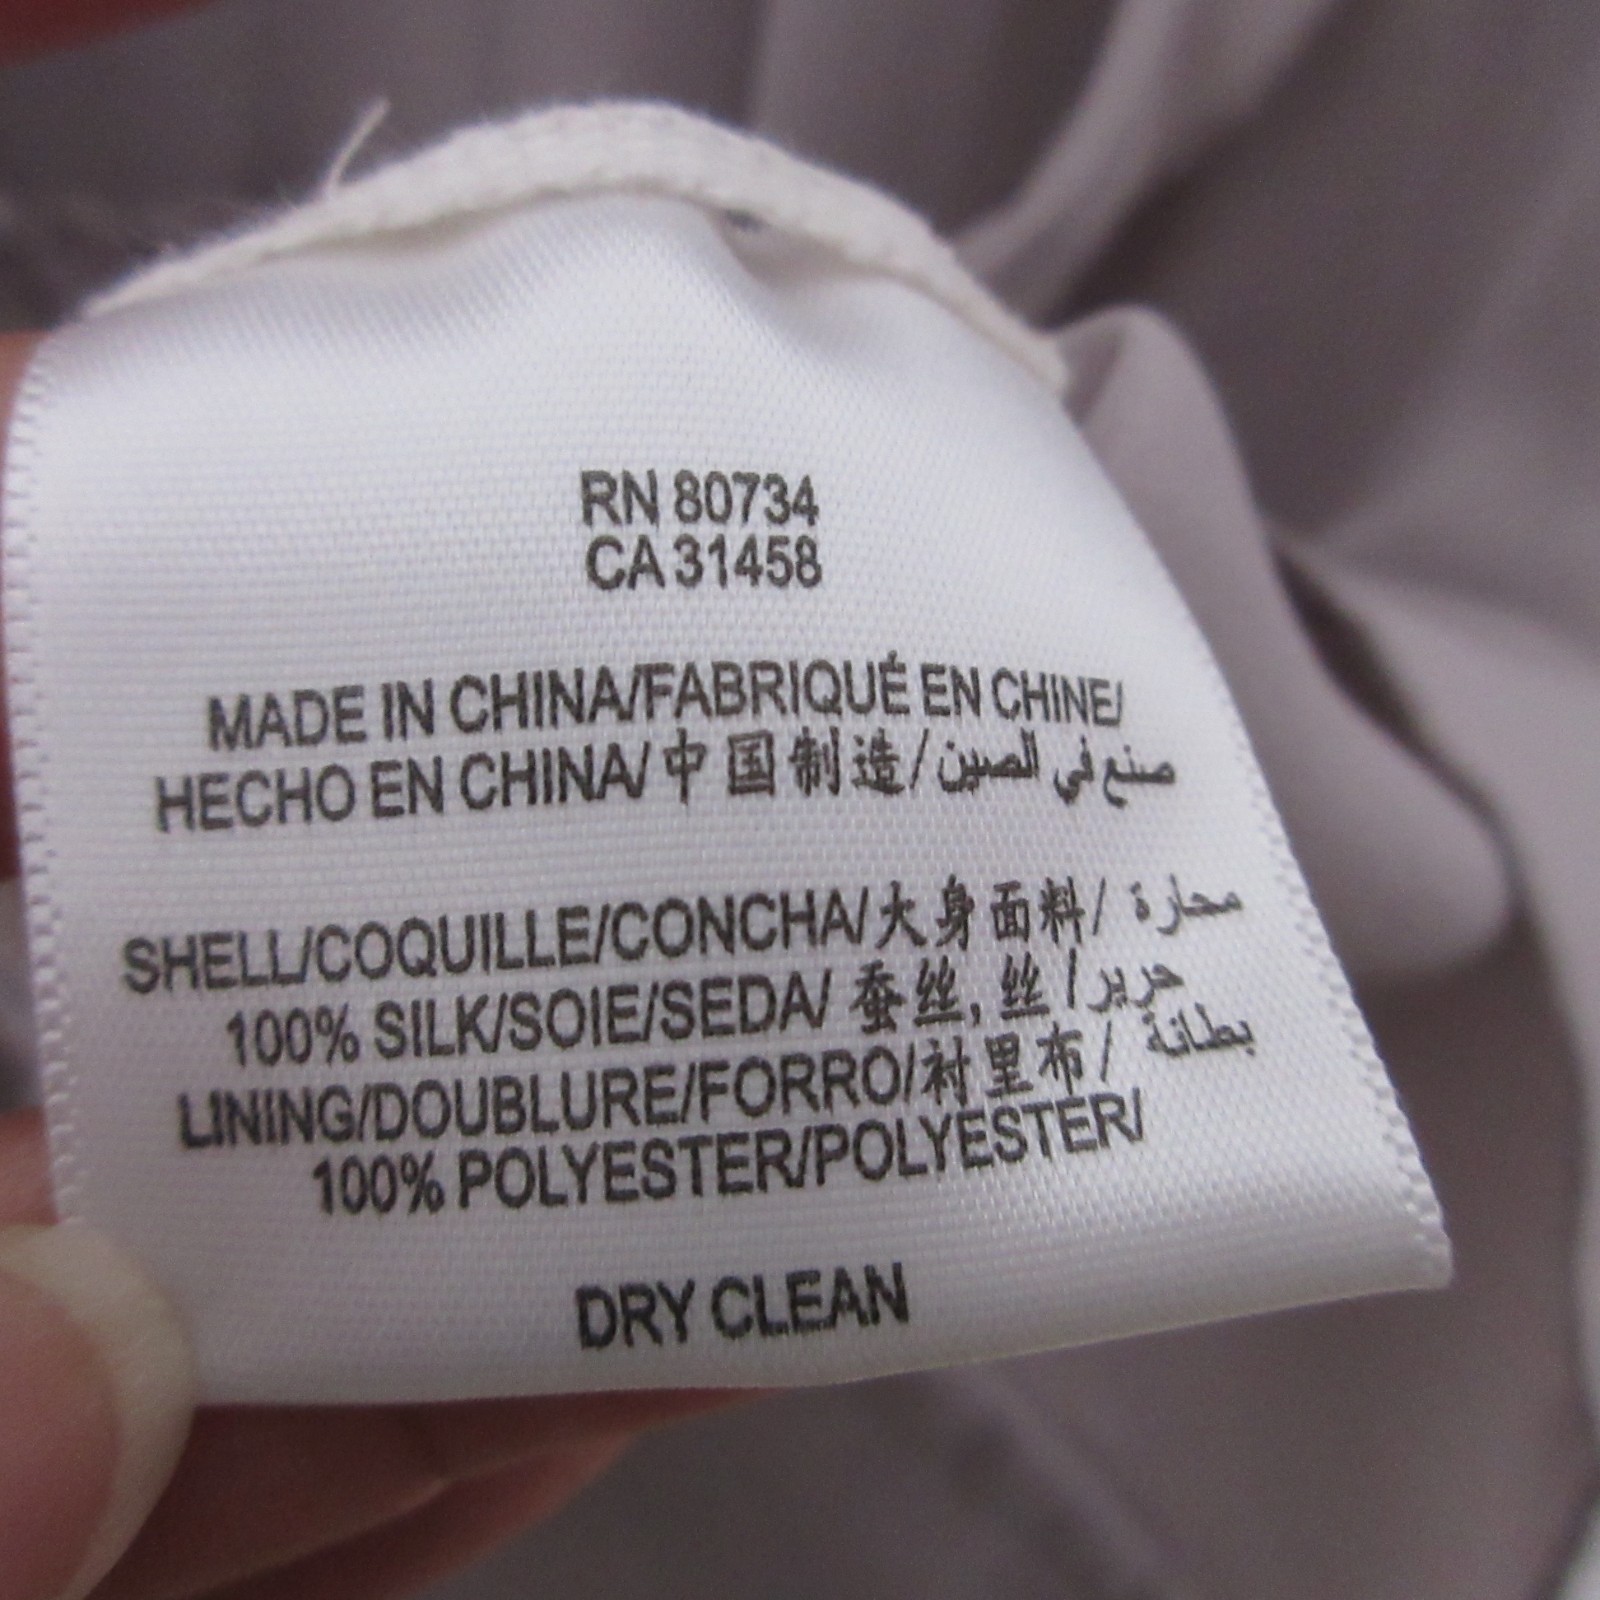 RN 80734
CA 31458
MADE IN CHINA/FABRIQUÉ EN CHINE/
HECHO EN CHINA/中国制造/صنع في الصين
SHELL/COQUILLE/CONCHA/大身面料/محارة
100% SILK/SOIE/SEDA/蚕丝,丝/حرير
LINING/DOUBLURE/FORRO/衬里布/بطانة
100% POLYESTER/POLYESTER/
DRY CLEAN